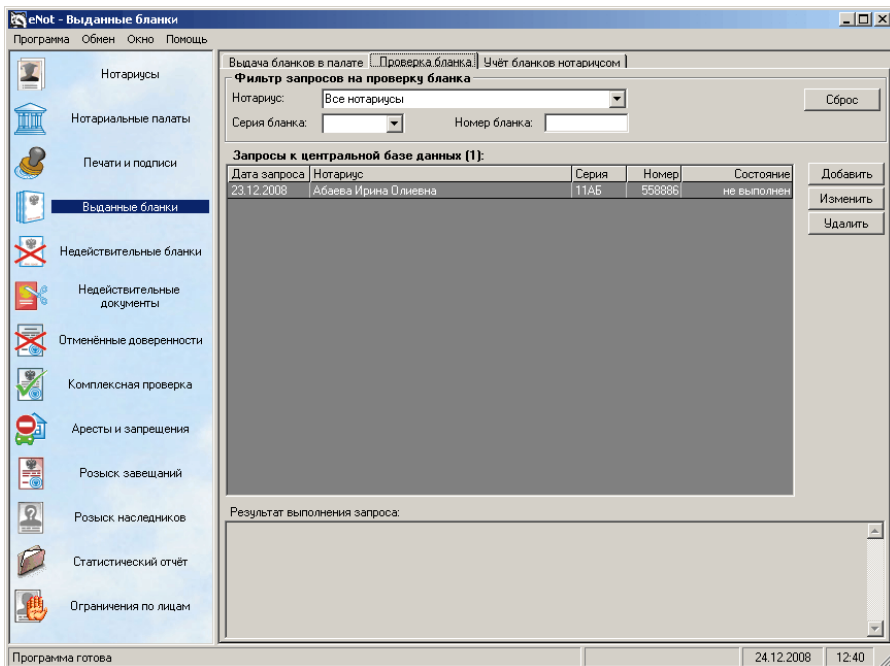 eNot - Выданные бланки
Программа Обмен Окно Помощь
Нотариусы
Нотариальные палаты
Печати и подписи
Выданные бланки
Недействительные бланки
Недействительные
документы
Отменённые доверенности
Комплексная проверка
Аресты и запрещения
Розыск завещаний
Розыск наследников
Статистический отчёт
Ограничения по лицам
Выдача бланков в палате Проверка бланка Учёт бланков нотариусом
Фильтр запросов на проверку бланка
Нотариус: Все нотариусы Сброс
Серия бланка: Номер бланка:
Запросы к центральной базе данных (1):
Дата запроса Нотариус Серия Номер Состояние
23.12.2008 Абаева Ирина Олиевна 11АБ 558886 не выполнен
Добавить
Изменить
Удалить
Результат выполнения запроса:
Программа готова 24.12.2008 12:40